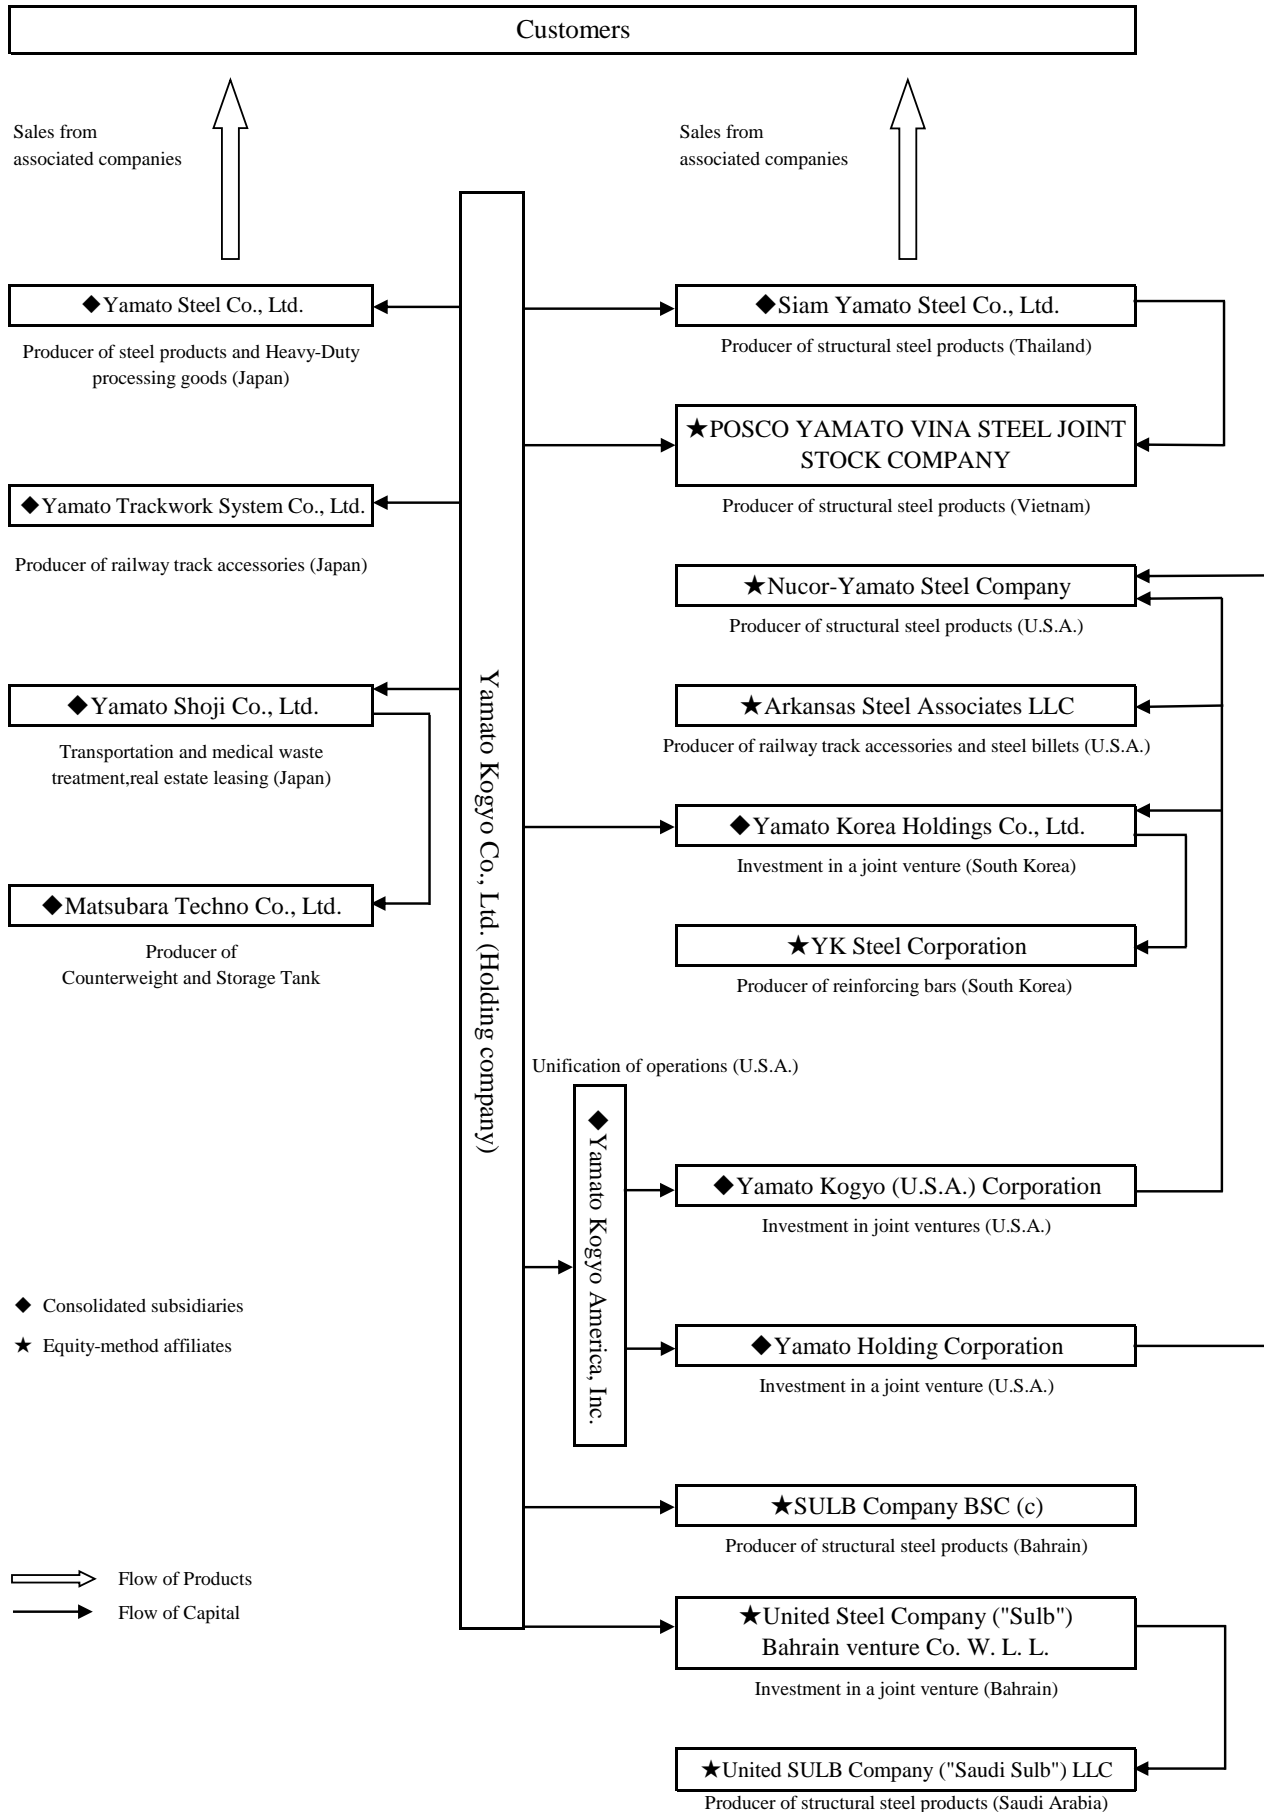 Customers
Sales from
associated companies
Sales from
associated companies
◆Yamato Steel Co., Ltd.
Producer of steel products and Heavy-Duty
processing goods (Japan)
◆Yamato Trackwork System Co., Ltd.
Producer of railway track accessories (Japan)
◆Yamato Shoji Co., Ltd.
Transportation and medical waste
treatment,real estate leasing (Japan)
◆Matsubara Techno Co., Ltd.
Producer of
Counterweight and Storage Tank
Yamato Kogyo Co., Ltd. (Holding company)
◆Siam Yamato Steel Co., Ltd.
Producer of structural steel products (Thailand)
★POSCO YAMATO VINA STEEL JOINT
STOCK COMPANY
Producer of structural steel products (Vietnam)
★Nucor-Yamato Steel Company
Producer of structural steel products (U.S.A.)
★Arkansas Steel Associates LLC
Producer of railway track accessories and steel billets (U.S.A.)
◆Yamato Korea Holdings Co., Ltd.
Investment in a joint venture (South Korea)
★YK Steel Corporation
Producer of reinforcing bars (South Korea)
Unification of operations (U.S.A.)
◆Yamato Kogyo America, Inc.
◆Yamato Kogyo (U.S.A.) Corporation
Investment in joint ventures (U.S.A.)
◆Yamato Holding Corporation
Investment in a joint venture (U.S.A.)
★SULB Company BSC (c)
Producer of structural steel products (Bahrain)
★United Steel Company ("Sulb")
Bahrain venture Co. W. L. L.
Investment in a joint venture (Bahrain)
★United SULB Company ("Saudi Sulb") LLC
Producer of structural steel products (Saudi Arabia)
◆ Consolidated subsidiaries
★ Equity-method affiliates
Flow of Products
Flow of Capital